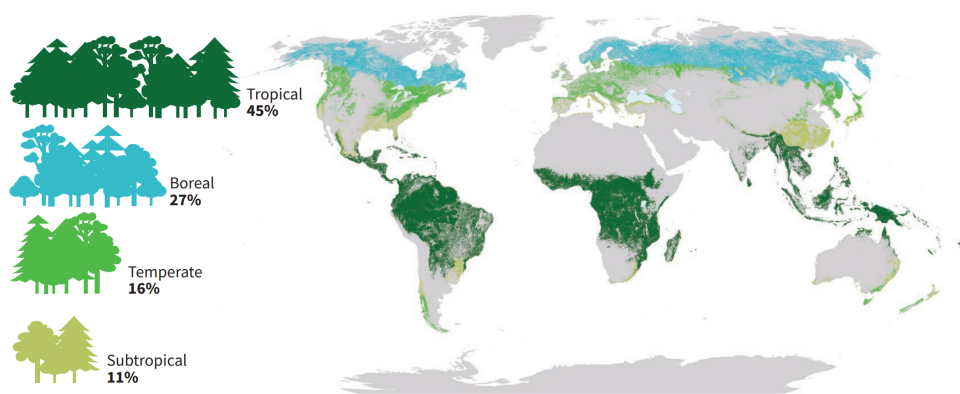 Tropical
45%
Boreal
27%
Temperate
16%
Subtropical
11%